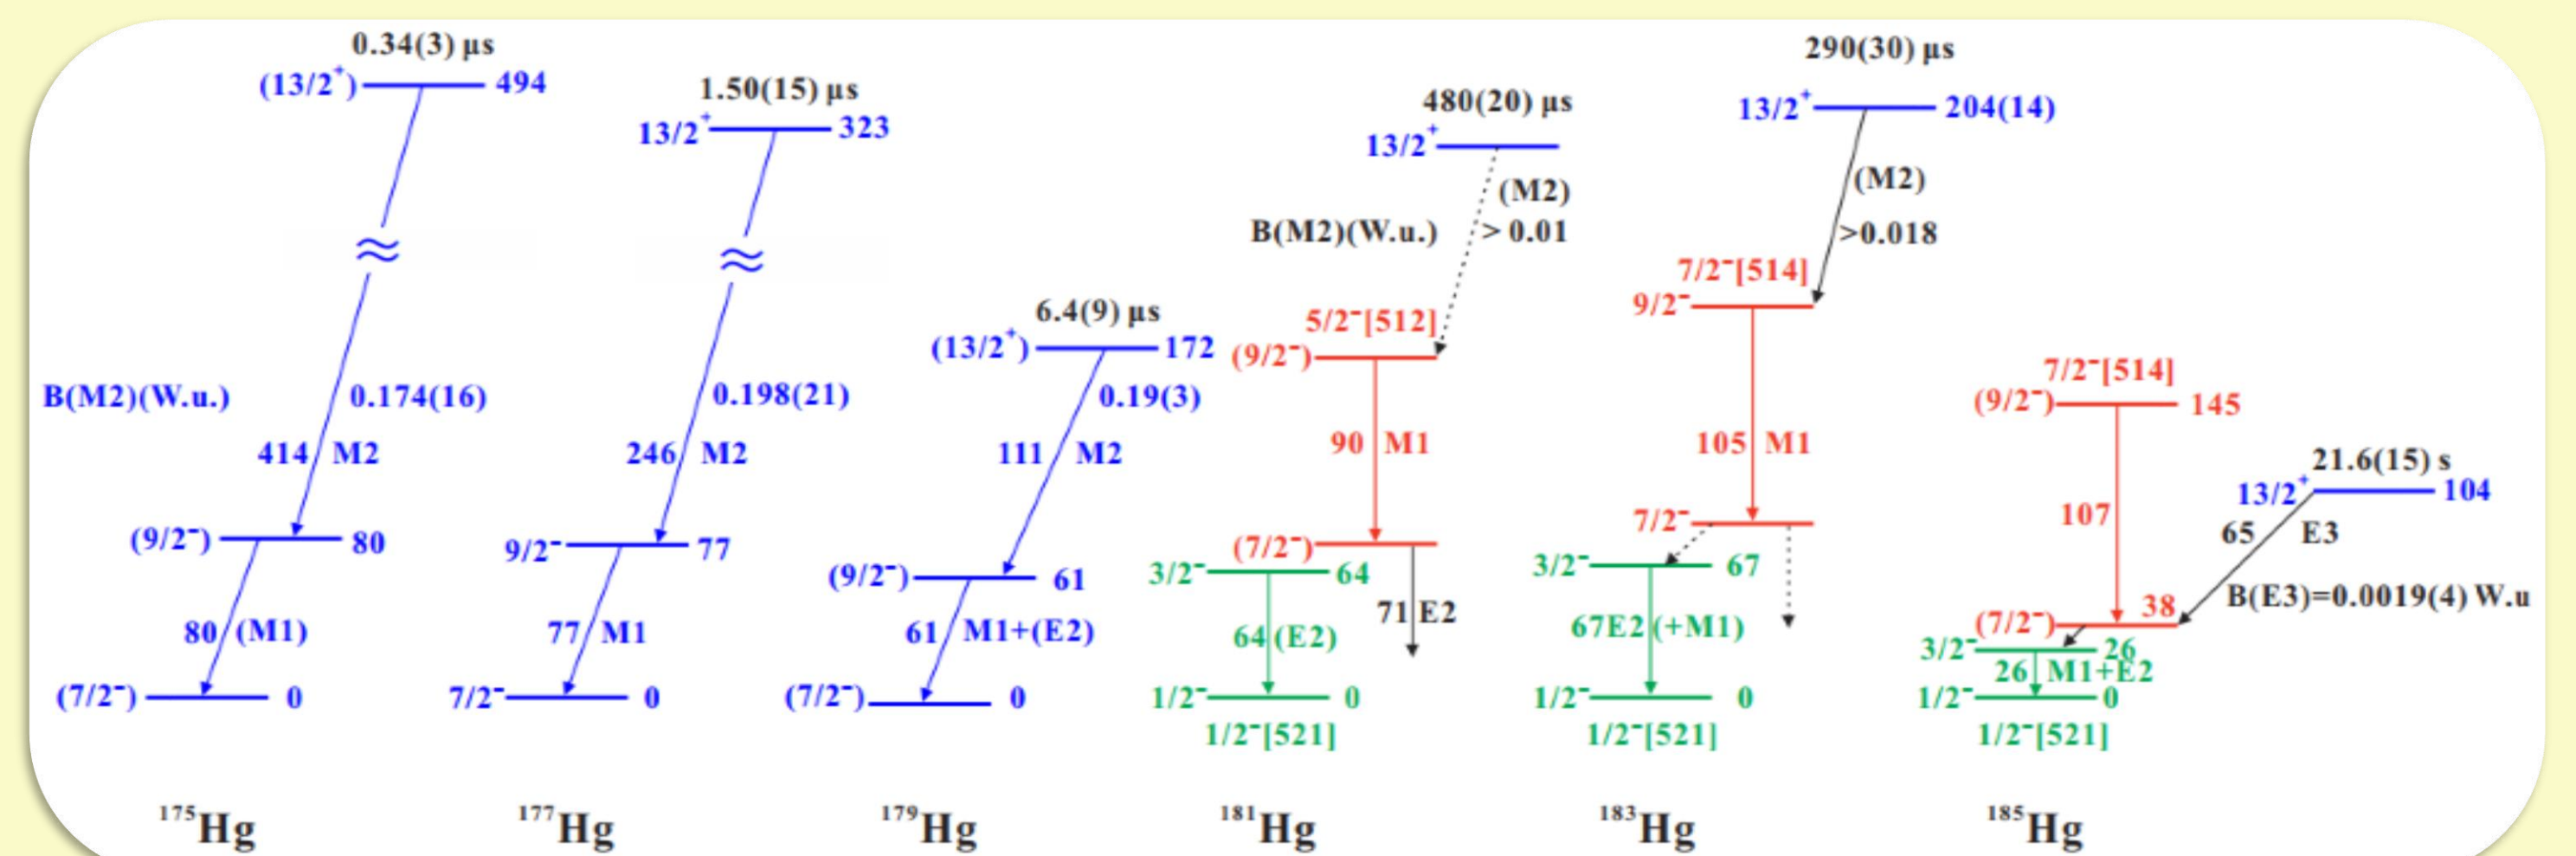 0.34(3) μs
(13/2⁺) 494
B(M2)(W.u.) 0.174(16)
414 M2
(9/2⁻) 80
80 (M1)
(7/2⁻) 0
¹⁷⁵Hg
1.50(15) μs
13/2⁺ 323
0.198(21)
246 M2
9/2⁻ 77
77 M1
7/2⁻ 0
¹⁷⁷Hg
6.4(9) μs
(13/2⁺) 172
0.19(3)
111 M2
(9/2⁻) 61
61 M1+(E2)
(7/2⁻) 0
¹⁷⁹Hg
480(20) μs
13/2⁺
(M2)
B(M2)(W.u.) > 0.01
5/2⁻[512]
(9/2⁻)
90 M1
(7/2⁻)
3/2⁻ 64
71 E2
64 (E2)
1/2⁻ 0
1/2⁻[521]
¹⁸¹Hg
290(30) μs
13/2⁺ 204(14)
(M2)
>0.018
7/2⁻[514]
9/2⁻
105 M1
7/2⁻
3/2⁻ 67
67E2 (+M1)
1/2⁻ 0
1/2⁻[521]
¹⁸³Hg
7/2⁻[514]
(9/2⁻) 145
21.6(15) s
13/2⁺ 104
107
65 E3
B(E3)=0.0019(4) W.u
(7/2⁻) 38
3/2⁻ 26
26 M1+E2
1/2⁻ 0
1/2⁻[521]
¹⁸⁵Hg